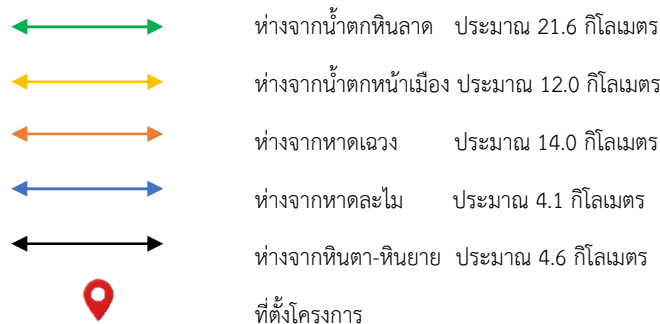 ห่างจากน้ำตกหินลาด ประมาณ 21.6 กิโลเมตร
ห่างจากน้ำตกหน้าเมือง ประมาณ 12.0 กิโลเมตร
ห่างจากหาดเฉวง ประมาณ 14.0 กิโลเมตร
ห่างจากหาดละไม ประมาณ 4.1 กิโลเมตร
ห่างจากหินตา-หินยาย ประมาณ 4.6 กิโลเมตร
ที่ตั้งโครงการ